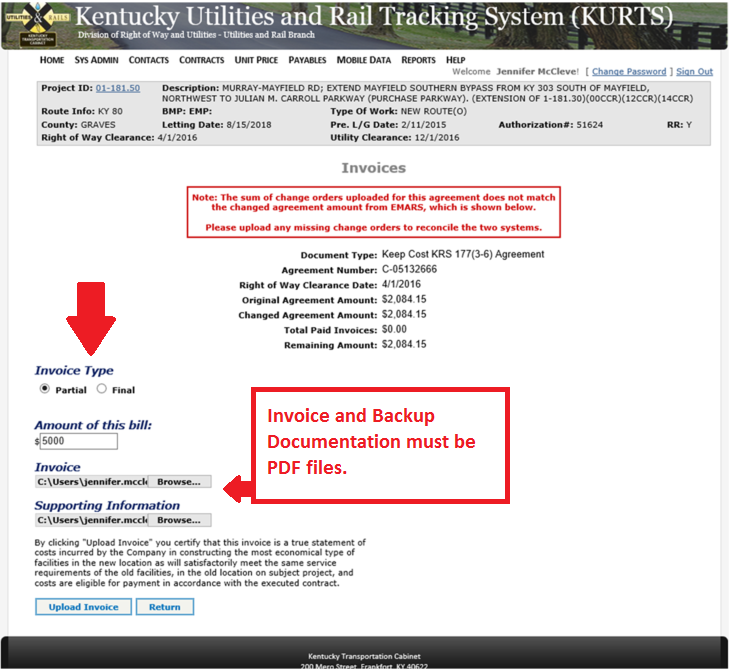 UTILITIES & RAILS
KENTUCKY
TRANSPORTATION
CABINET
Kentucky Utilities and Rail Tracking System (KURTS)
Division of Right of Way and Utilities - Utilities and Rail Branch
HOME SYS ADMIN CONTACTS CONTRACTS UNIT PRICE PAYABLES MOBILE DATA REPORTS HELP
Welcome Jennifer McCleve! [ Change Password ] Sign Out
Project ID: 01-181.50 Description: MURRAY-MAYFIELD RD; EXTEND MAYFIELD SOUTHERN BYPASS FROM KY 303 SOUTH OF MAYFIELD,
NORTHWEST TO JULIAN M. CARROLL PARKWAY (PURCHASE PARKWAY). (EXTENSION OF 1-181.30)(00CCR)(12CCR)(14CCR)
Route Info: KY 80 BMP: EMP: Type Of Work: NEW ROUTE(O)
County: GRAVES Letting Date: 8/15/2018 Pre. L/G Date: 2/11/2015 Authorization#: 51624 RR: Y
Right of Way Clearance: 4/1/2016 Utility Clearance: 12/1/2016
Invoices
Note: The sum of change orders uploaded for this agreement does not match
the changed agreement amount from EMARS, which is shown below.
Please upload any missing change orders to reconcile the two systems.
Document Type: Keep Cost KRS 177(3-6) Agreement
Agreement Number: C-05132666
Right of Way Clearance Date: 4/1/2016
Original Agreement Amount: $2,084.15
Changed Agreement Amount: $2,084.15
Total Paid Invoices: $0.00
Remaining Amount: $2,084.15
Invoice Type
Partial Final
Amount of this bill:
$5000
Invoice
C:\Users\jennifer.mccle Browse...
Supporting Information
C:\Users\jennifer.mccle Browse...
Invoice and Backup
Documentation must be
PDF files.
By clicking "Upload Invoice" you certify that this invoice is a true statement of
costs incurred by the Company in constructing the most economical type of
facilities in the new location as will satisfactorily meet the same service
requirements of the old facilities, in the old location on subject project, and
costs are eligible for payment in accordance with the executed contract.
Upload Invoice Return
Kentucky Transportation Cabinet
200 Mero Street, Frankfort, KY 40622